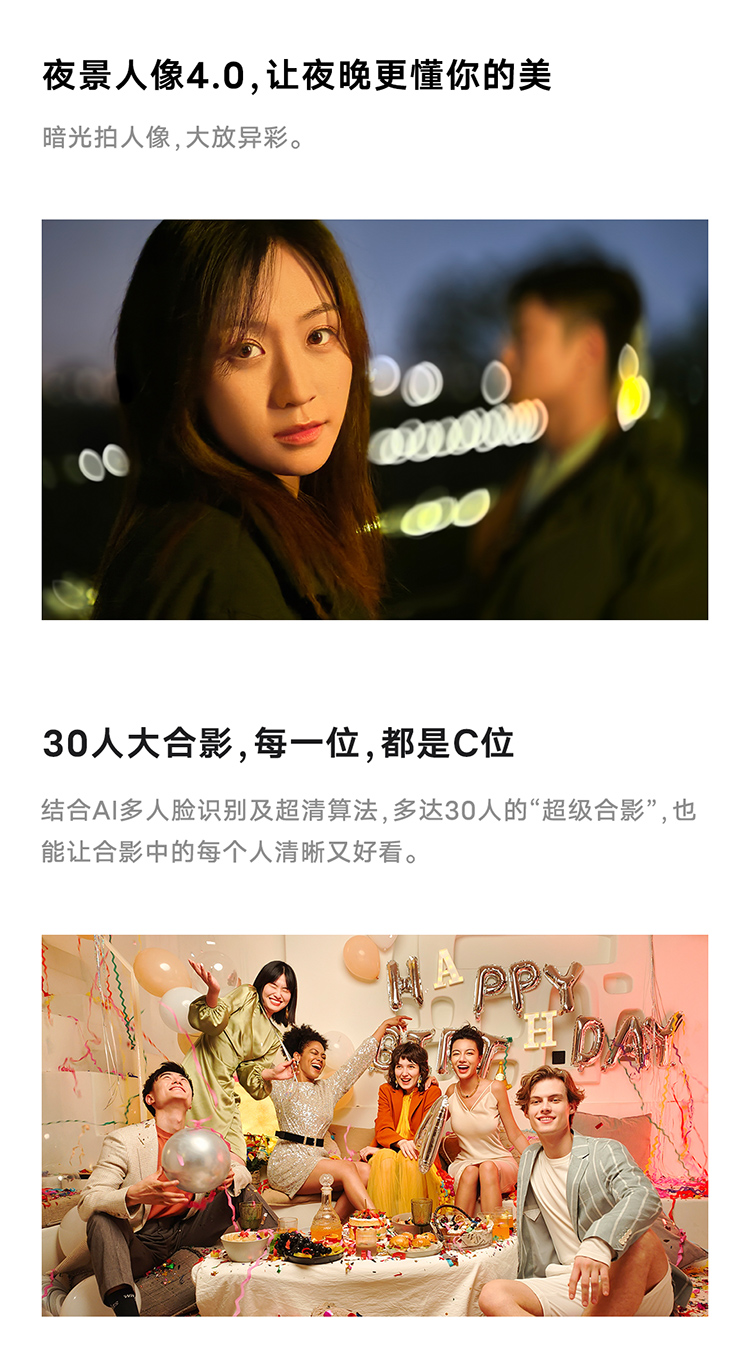 夜景人像4.0,让夜晚更懂你的美
暗光拍人像,大放异彩。
30人大合影,每一位,都是C位
结合AI多人脸识别及超清算法,多达30人的“超级合影”,也
能让合影中的每个人清晰又好看。
HAPPY
BIRTHDAY